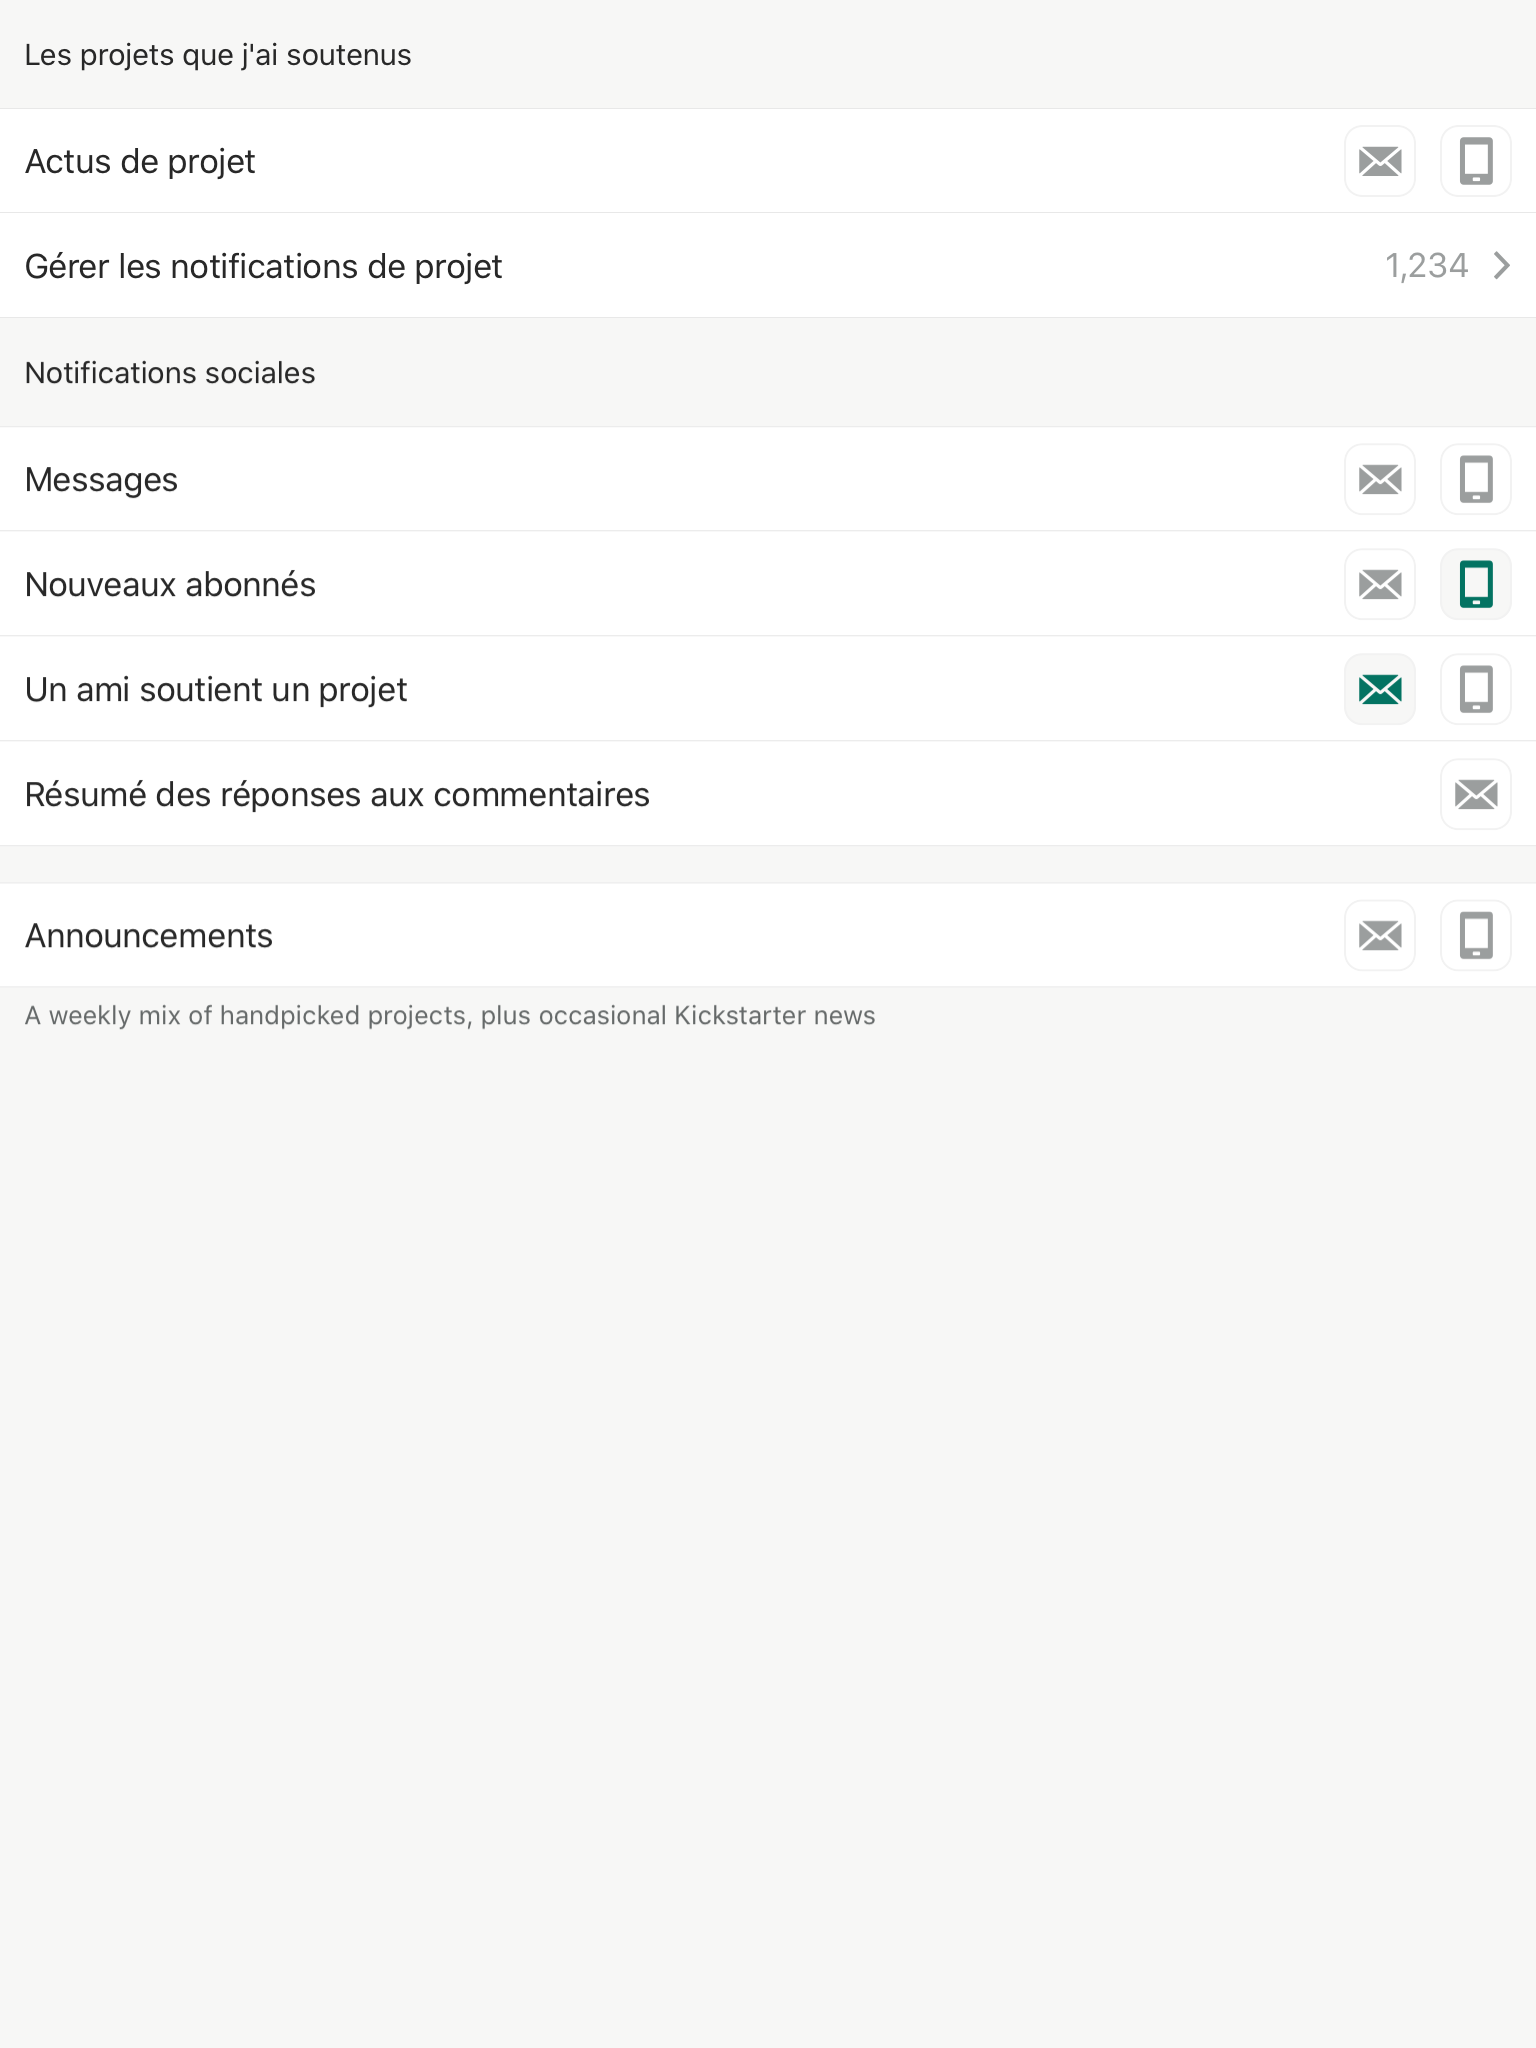 Les projets que j'ai soutenus
Actus de projet
Gérer les notifications de projet 1,234
Notifications sociales
Messages
Nouveaux abonnés
Un ami soutient un projet
Résumé des réponses aux commentaires
Announcements
A weekly mix of handpicked projects, plus occasional Kickstarter news